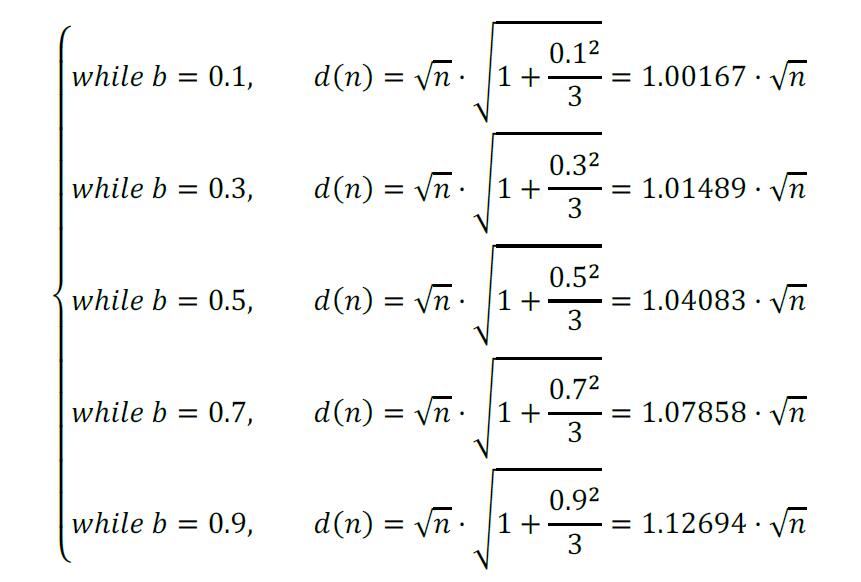 while b = 0.1, d(n) = √n · √(1 + 0.1²/3) = 1.00167 · √n
while b = 0.3, d(n) = √n · √(1 + 0.3²/3) = 1.01489 · √n
while b = 0.5, d(n) = √n · √(1 + 0.5²/3) = 1.04083 · √n
while b = 0.7, d(n) = √n · √(1 + 0.7²/3) = 1.07858 · √n
while b = 0.9, d(n) = √n · √(1 + 0.9²/3) = 1.12694 · √n